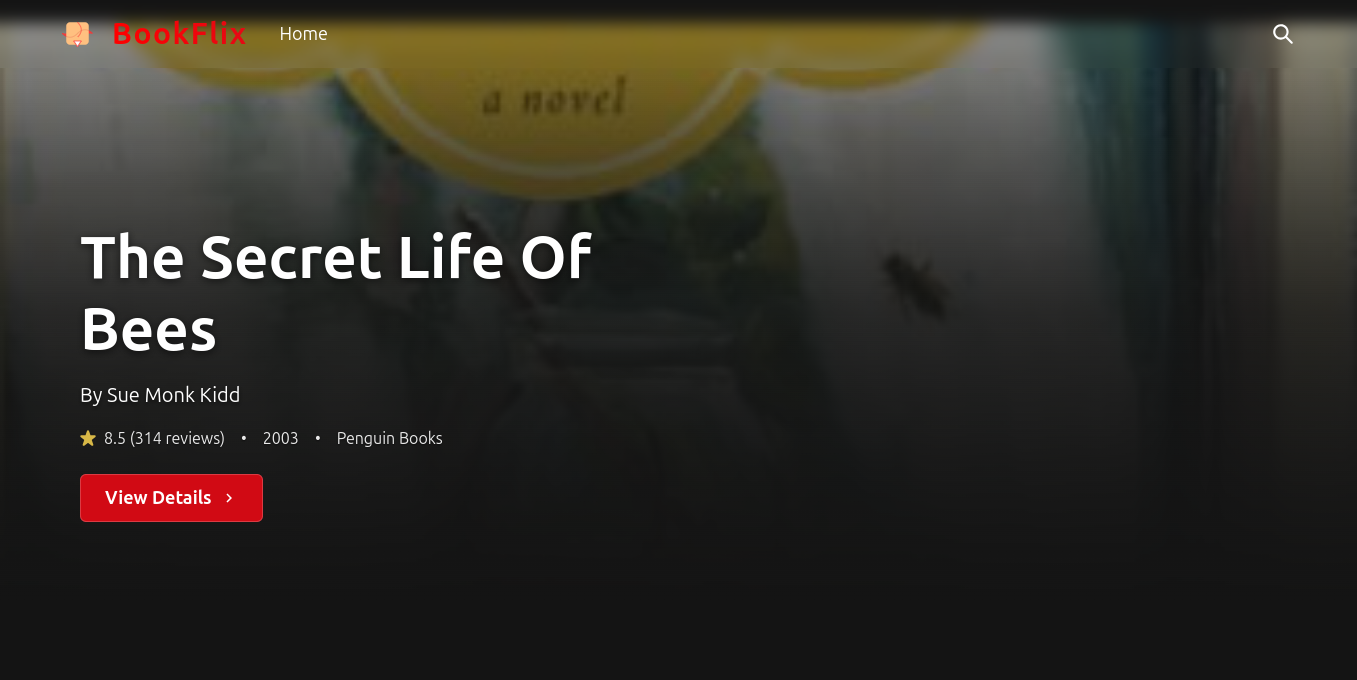 BookFlix Home
a novel
The Secret Life Of
Bees
By Sue Monk Kidd
8.5 (314 reviews) • 2003 • Penguin Books
View Details